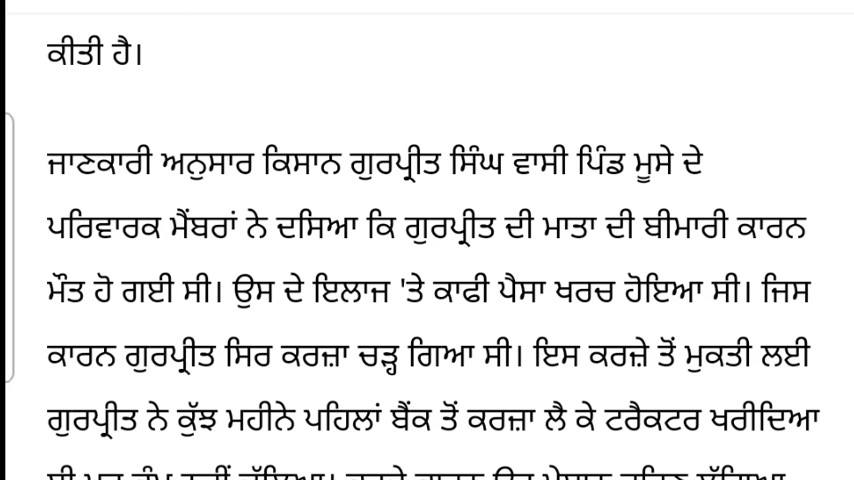 ਕੀਤੀ ਹੈ।
ਜਾਣਕਾਰੀ ਅਨੁਸਾਰ ਕਿਸਾਨ ਗੁਰਪ੍ਰੀਤ ਸਿੰਘ ਵਾਸੀ ਪਿੰਡ ਮੂਸੇ ਦੇ
ਪਰਿਵਾਰਕ ਮੈਂਬਰਾਂ ਨੇ ਦਸਿਆ ਕਿ ਗੁਰਪ੍ਰੀਤ ਦੀ ਮਾਤਾ ਦੀ ਬੀਮਾਰੀ ਕਾਰਨ
ਮੌਤ ਹੋ ਗਈ ਸੀ। ਉਸ ਦੇ ਇਲਾਜ 'ਤੇ ਕਾਫੀ ਪੈਸਾ ਖਰਚ ਹੋਇਆ ਸੀ। ਜਿਸ
ਕਾਰਨ ਗੁਰਪ੍ਰੀਤ ਸਿਰ ਕਰਜ਼ਾ ਚੜ੍ਹ ਗਿਆ ਸੀ। ਇਸ ਕਰਜ਼ੇ ਤੋਂ ਮੁਕਤੀ ਲਈ
ਗੁਰਪ੍ਰੀਤ ਨੇ ਕੁੱਝ ਮਹੀਨੇ ਪਹਿਲਾਂ ਬੈਂਕ ਤੋਂ ਕਰਜ਼ਾ ਲੈ ਕੇ ਟਰੈਕਟਰ ਖਰੀਦਿਆ